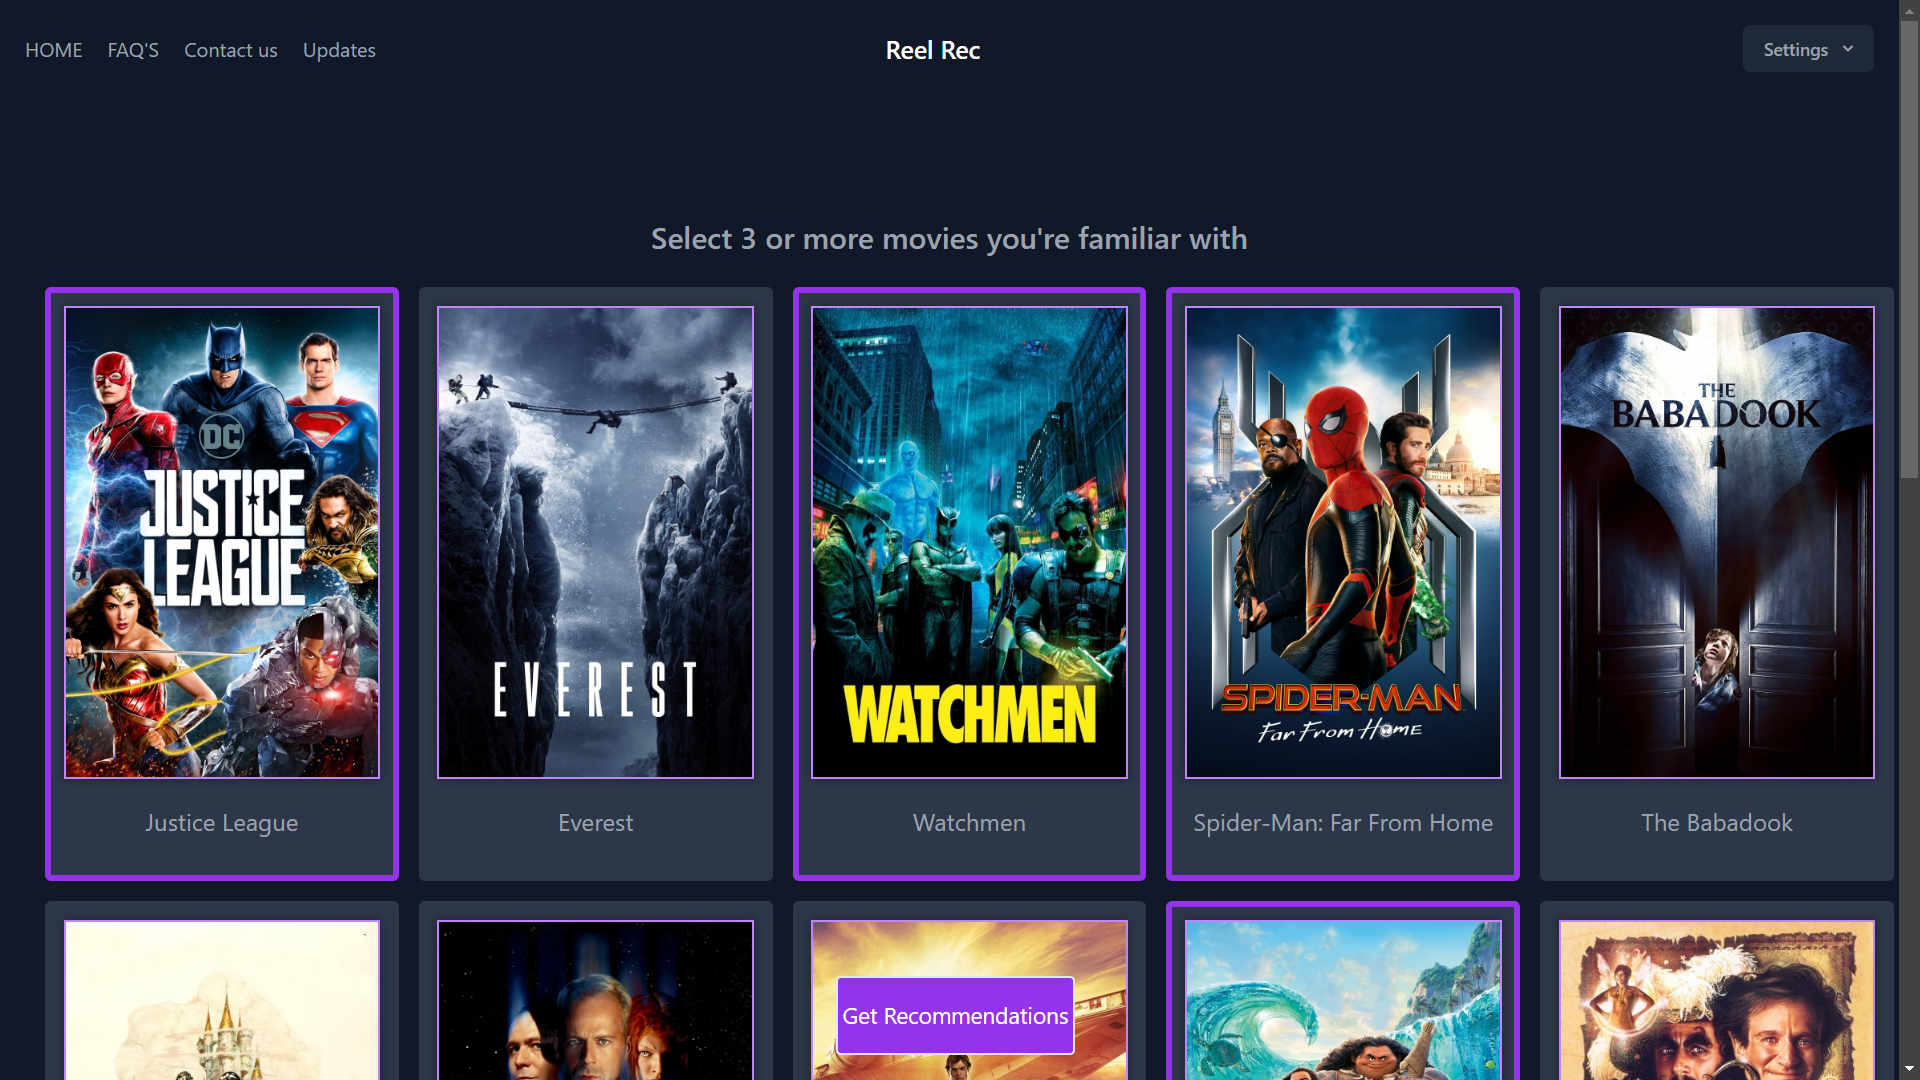 HOME
FAQ'S
Contact us
Updates
Reel Rec
Settings
Select 3 or more movies you're familiar with
DC
JUSTICE
LEAGUE
EVEREST
WATCHMEN
SPIDER-MAN
Far From Home
THE
BABADOOK
Justice League
Everest
Watchmen
Spider-Man: Far From Home
The Babadook
Get Recommendations